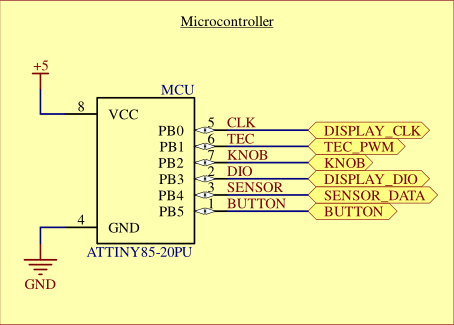 Microcontroller
+5
MCU
8 VCC
PB0 5 CLK DISPLAY_CLK
PB1 6 TEC TEC_PWM
PB2 7 KNOB KNOB
PB3 2 DIO DISPLAY_DIO
PB4 3 SENSOR SENSOR_DATA
PB5 1 BUTTON BUTTON
4 GND
ATTINY85-20PU
GND